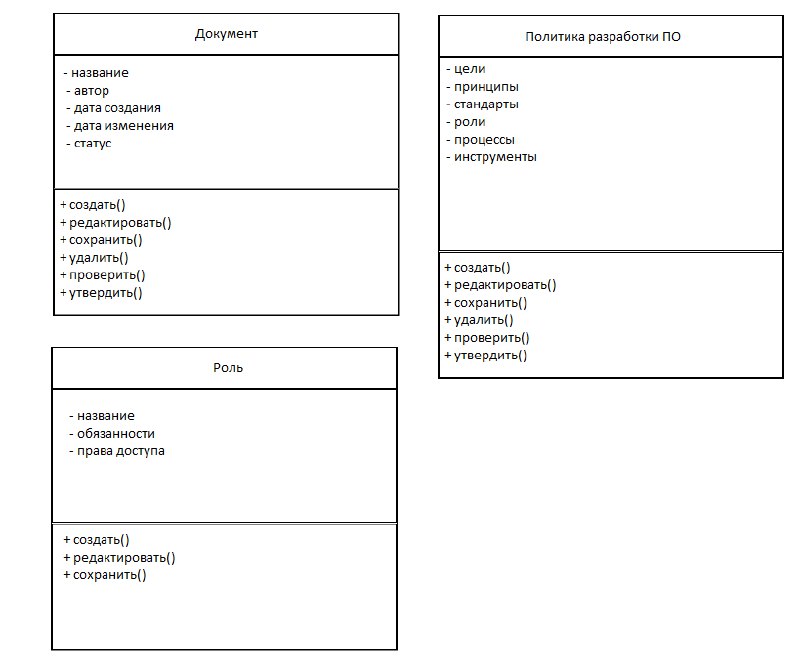 Документ
- название
- автор
- дата создания
- дата изменения
- статус
+ создать()
+ редактировать()
+ сохранить()
+ удалить()
+ проверить()
+ утвердить()
Политика разработки ПО
- цели
- принципы
- стандарты
- роли
- процессы
- инструменты
+ создать()
+ редактировать()
+ сохранить()
+ удалить()
+ проверить()
+ утвердить()
Роль
- название
- обязанности
- права доступа
+ создать()
+ редактировать()
+ сохранить()